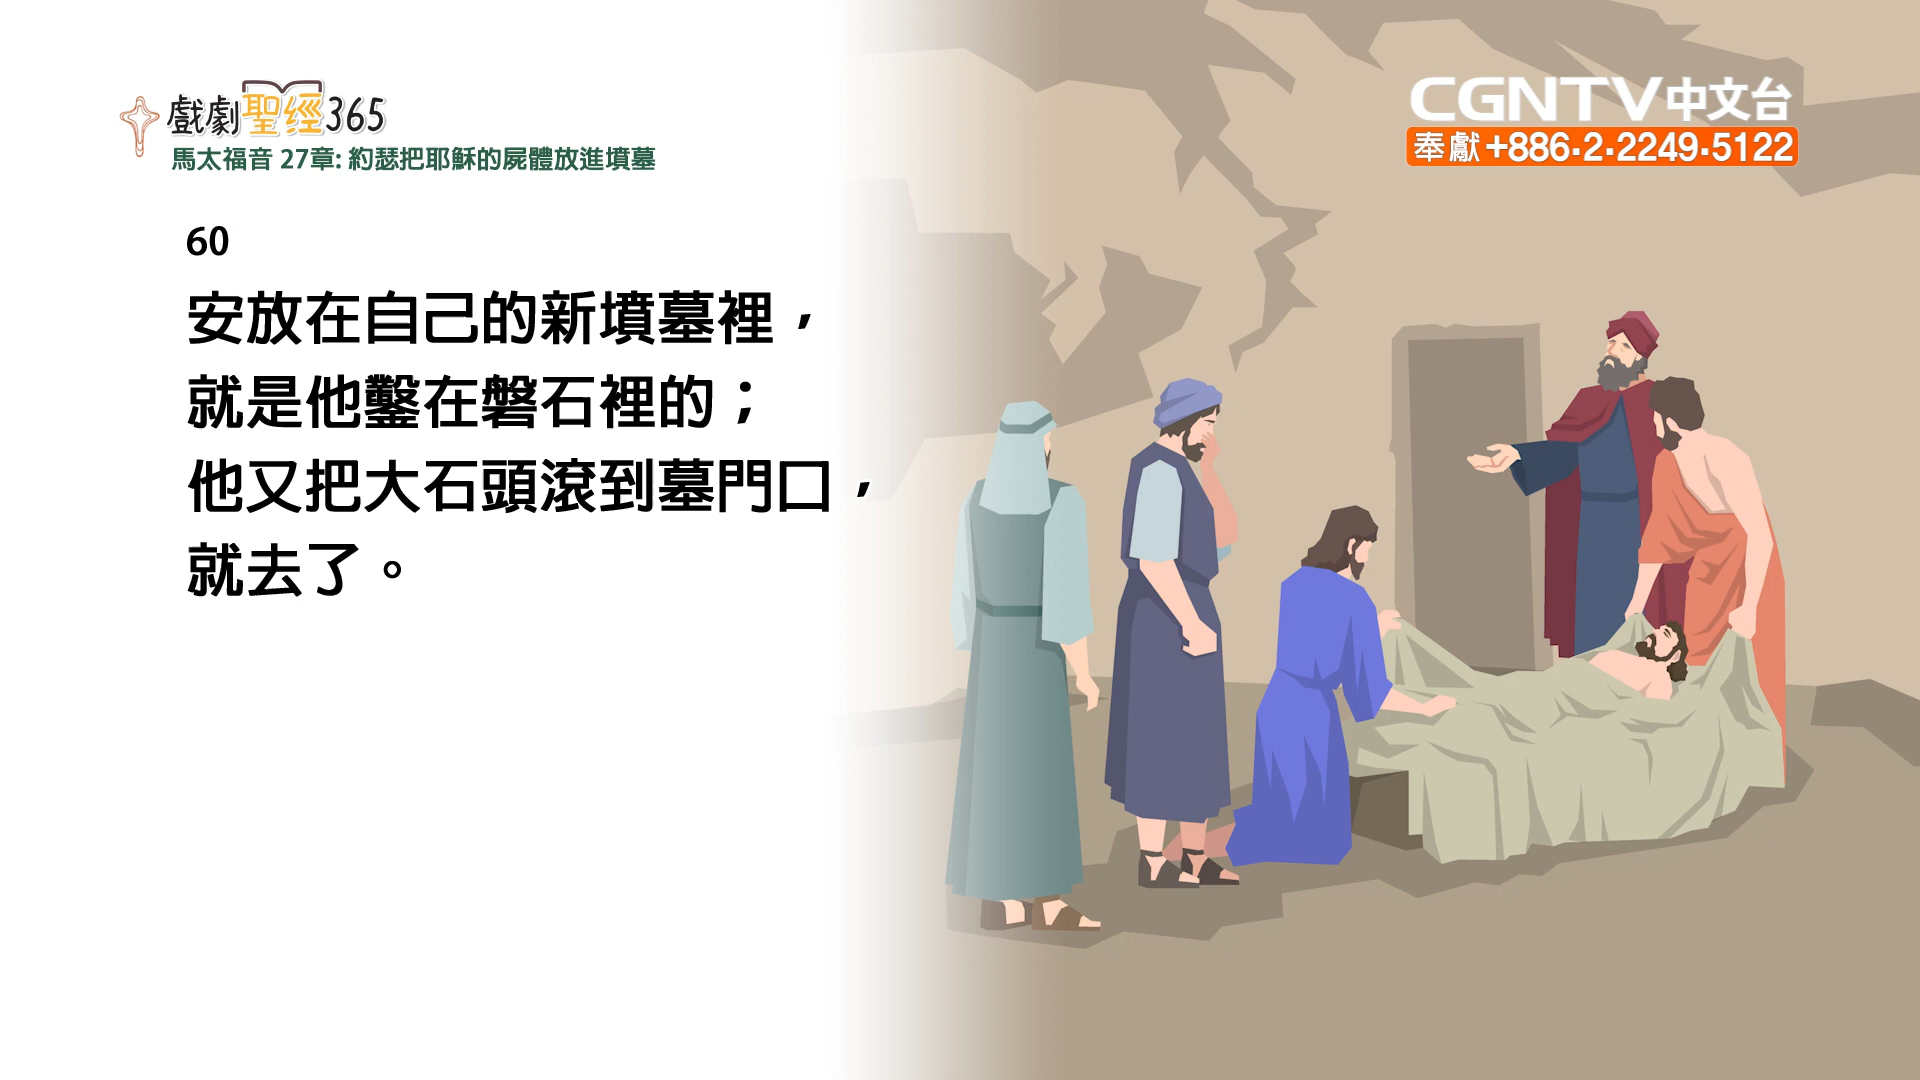 戲劇聖經365
馬太福音 27章: 約瑟把耶穌的屍體放進墳墓
CGNTV中文台
奉獻 +886·2·2249·5122
60
安放在自己的新墳墓裡，
就是他鑿在磐石裡的；
他又把大石頭滾到墓門口，
就去了。